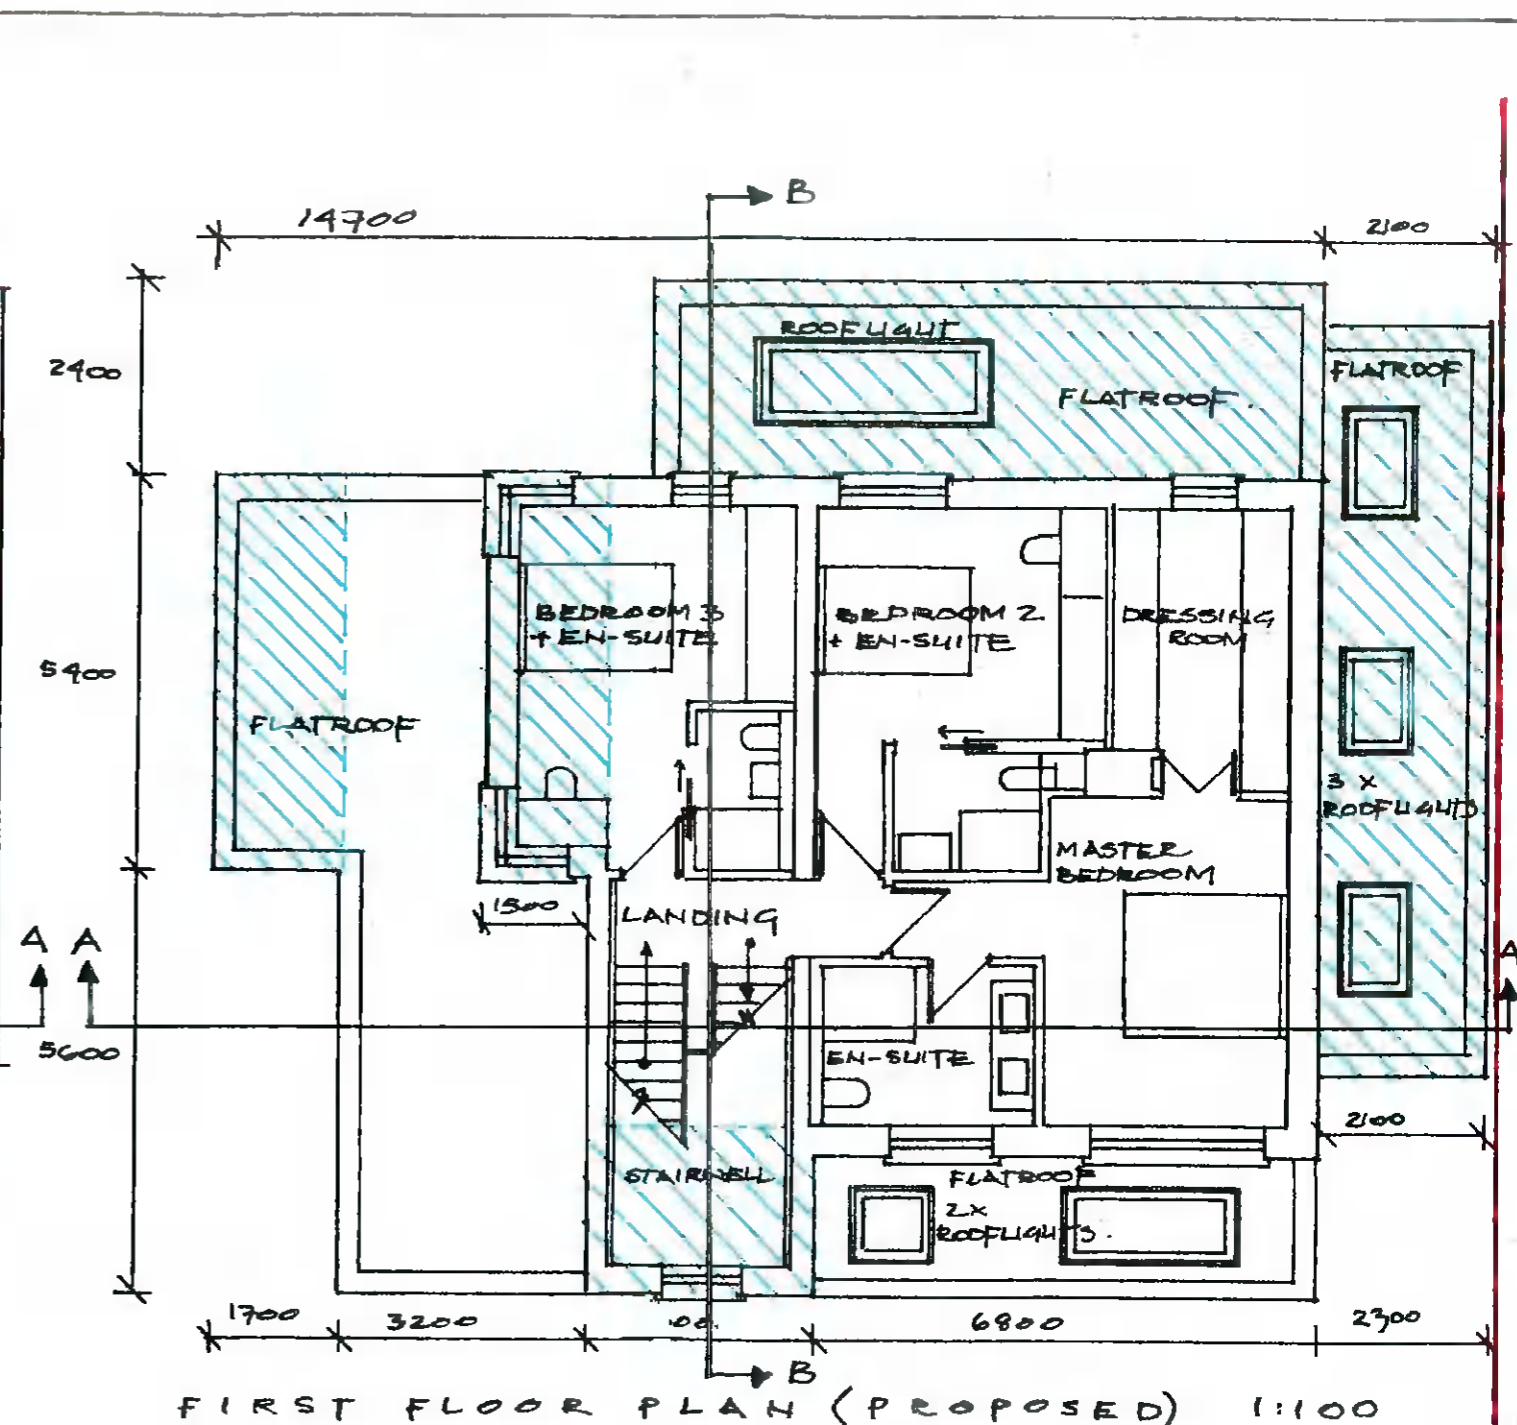 B
14700
2100
ROOFLIGHT
FLATROOF.
FLATROOF
2400
BEDROOM 3
+ EN-SUITE
BEDROOM 2
+ EN-SUITE
DRESSING
ROOM
5400
FLATROOF
3 X
ROOFLIGHTS
MASTER
BEDROOM
1500
LANDING
A A
A
5600
EN-SUITE
2100
STAIRWELL
FLATROOF
2X
ROOFLIGHTS.
1700
3200
6800
2300
B
FIRST FLOOR PLAN (PROPOSED) 1:100